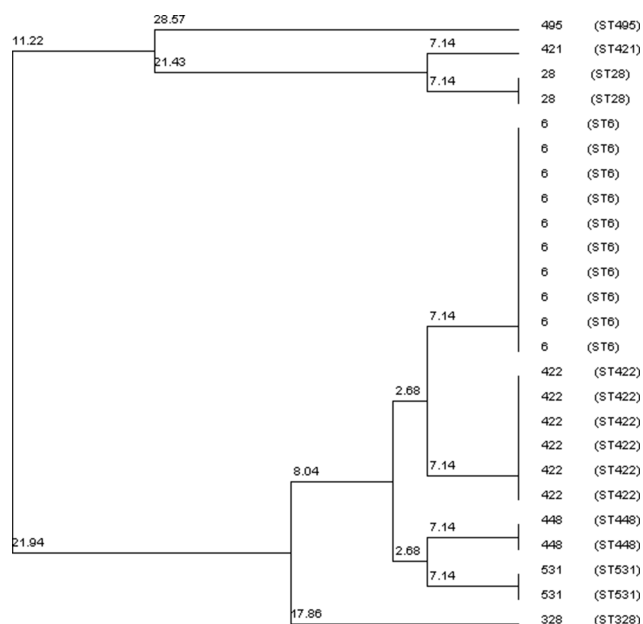 28.57
495 (ST495)
11.22
7.14
421 (ST421)
21.43
28 (ST28)
7.14
28 (ST28)
6 (ST6)
6 (ST6)
6 (ST6)
6 (ST6)
6 (ST6)
6 (ST6)
6 (ST6)
6 (ST6)
7.14
6 (ST6)
6 (ST6)
422 (ST422)
2.68
422 (ST422)
422 (ST422)
422 (ST422)
8.04
7.14
422 (ST422)
422 (ST422)
448 (ST448)
7.14
21.94
448 (ST448)
2.68
531 (ST531)
7.14
531 (ST531)
17.86
328 (ST328)